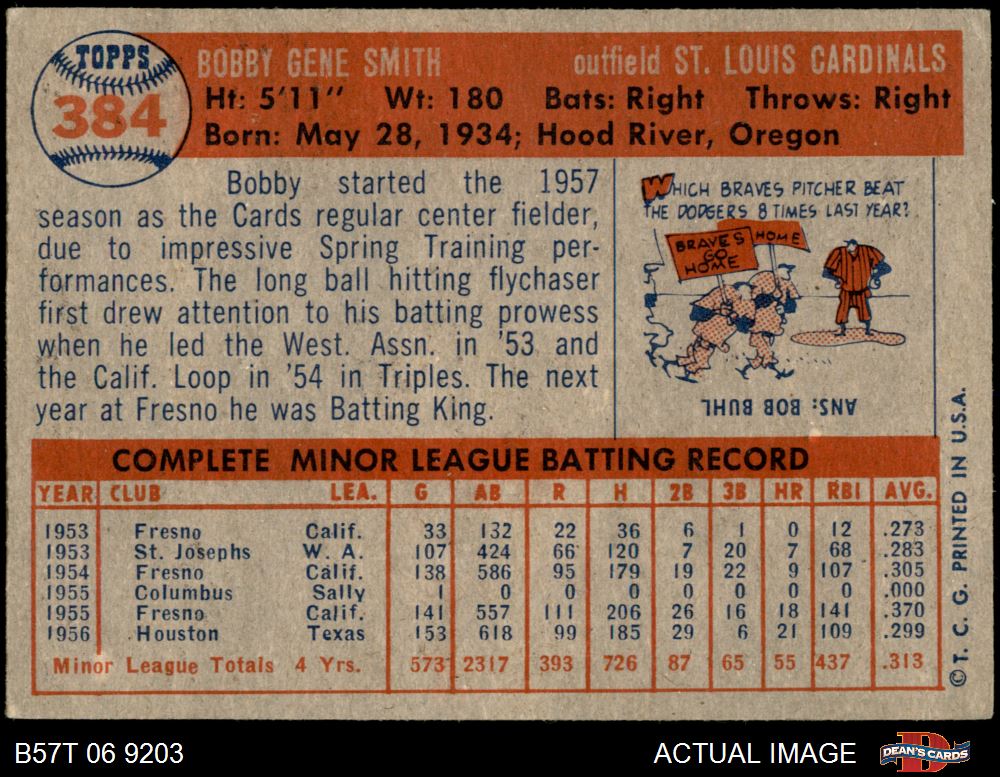 TOPPS
384
BOBBY GENE SMITH outfield ST. LOUIS CARDINALS
Ht: 5'11" Wt: 180 Bats: Right Throws: Right
Born: May 28, 1934; Hood River, Oregon
Bobby started the 1957
season as the Cards regular center fielder,
due to impressive Spring Training per-
formances. The long ball hitting flychaser
first drew attention to his batting prowess
when he led the West. Assn. in '53 and
the Calif. Loop in '54 in Triples. The next
year at Fresno he was Batting King.
WHICH BRAVES PITCHER BEAT
THE DODGERS 8 TIMES LAST YEAR?
BRAVES
GO
HOME
HOME
ANS: BOB BUHL
COMPLETE MINOR LEAGUE BATTING RECORD
YEAR CLUB LEA. G AB R H 2B 3B HR RBI AVG.
1953 Fresno Calif. 33 132 22 36 6 1 0 12 .273
1953 St. Josephs W. A. 107 424 66 120 7 20 7 68 .283
1954 Fresno Calif. 138 586 95 179 19 22 9 107 .305
1955 Columbus Sally 1 0 0 0 0 0 0 0 .000
1955 Fresno Calif. 141 557 111 206 26 16 18 141 .370
1956 Houston Texas 153 618 99 185 29 6 21 109 .299
Minor League Totals 4 Yrs. 573 2317 393 726 87 65 55 437 .313
© T. C. G. PRINTED IN U.S.A.
B57T 06 9203
ACTUAL IMAGE
D
DEAN'S CARDS